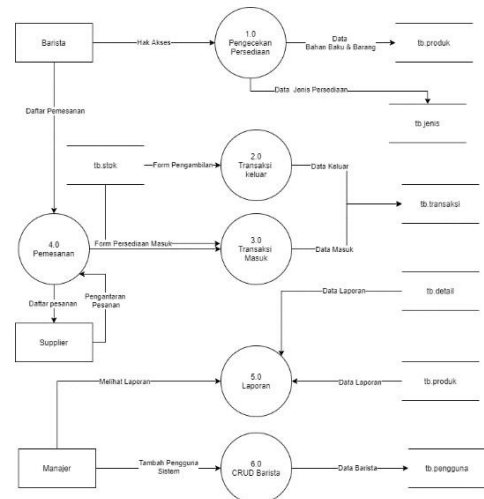 Barista
Hak Akses
1.0
Pengecekan
Persediaan
Data
Bahan Baku & Barang
tb.produk
Data Jenis Persediaan
tb.jenis
Daftar Pemesanan
tb.stok
Form Pengambilan
2.0
Transaksi
keluar
Data Keluar
tb.transaksi
4.0
Pemesanan
Form Persediaan Masuk
3.0
Transaksi
Masuk
Data Masuk
Daftar pesanan
Pengantaran
Pesanan
Supplier
Data Laporan
tb.detail
Melihat Laporan
5.0
Laporan
Data Laporan
tb.produk
Manajer
Tambah Pengguna
Sistem
6.0
CRUD Barista
Data Barista
tb.pengguna